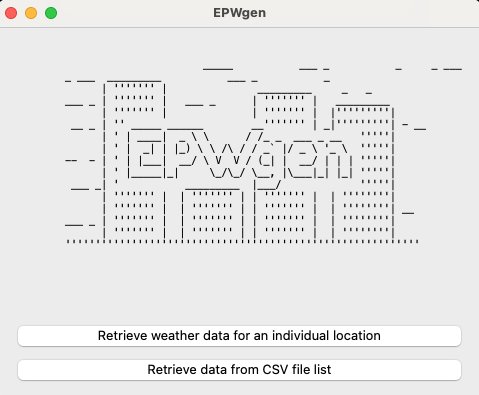 EPWgen
EPWgen
Retrieve weather data for an individual location
Retrieve data from CSV file list